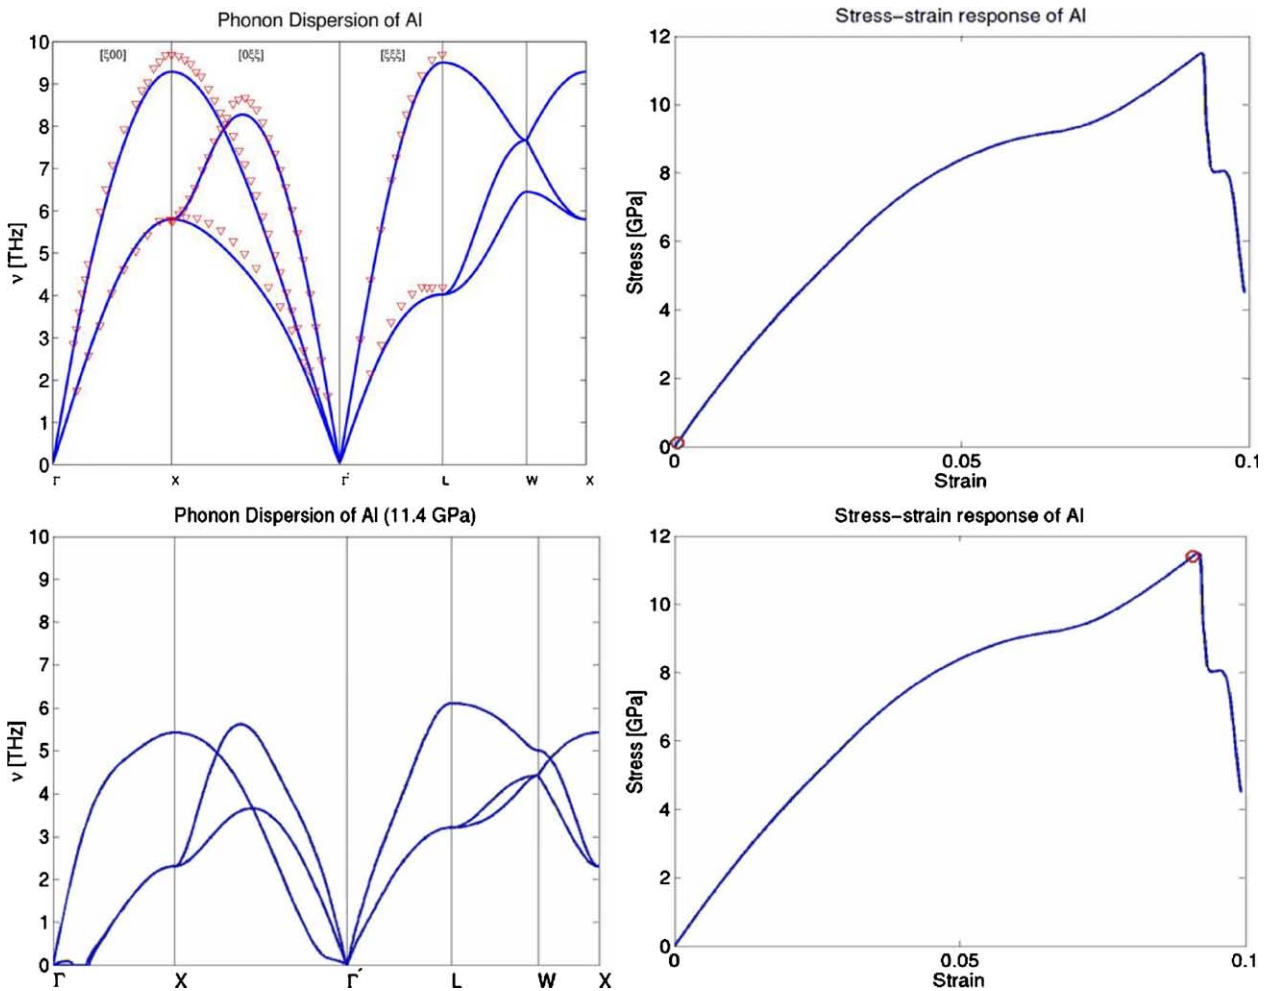 Phonon Dispersion of Al
10
9
8
7
6
5
4
3
2
1
0
ν [THz]
[ξ00]
[0ξξ]
[ξξξ]
Γ
X
Γ´
L
W
X
Stress–strain response of Al
12
10
8
6
4
2
0
Stress [GPa]
0
0.05
0.1
Strain
Phonon Dispersion of Al (11.4 GPa)
10
9
8
7
6
5
4
3
2
1
0
ν [THz]
Γ
X
Γ´
L
W
X
Stress–strain response of Al
12
10
8
6
4
2
0
Stress [GPa]
0
0.05
0.1
Strain